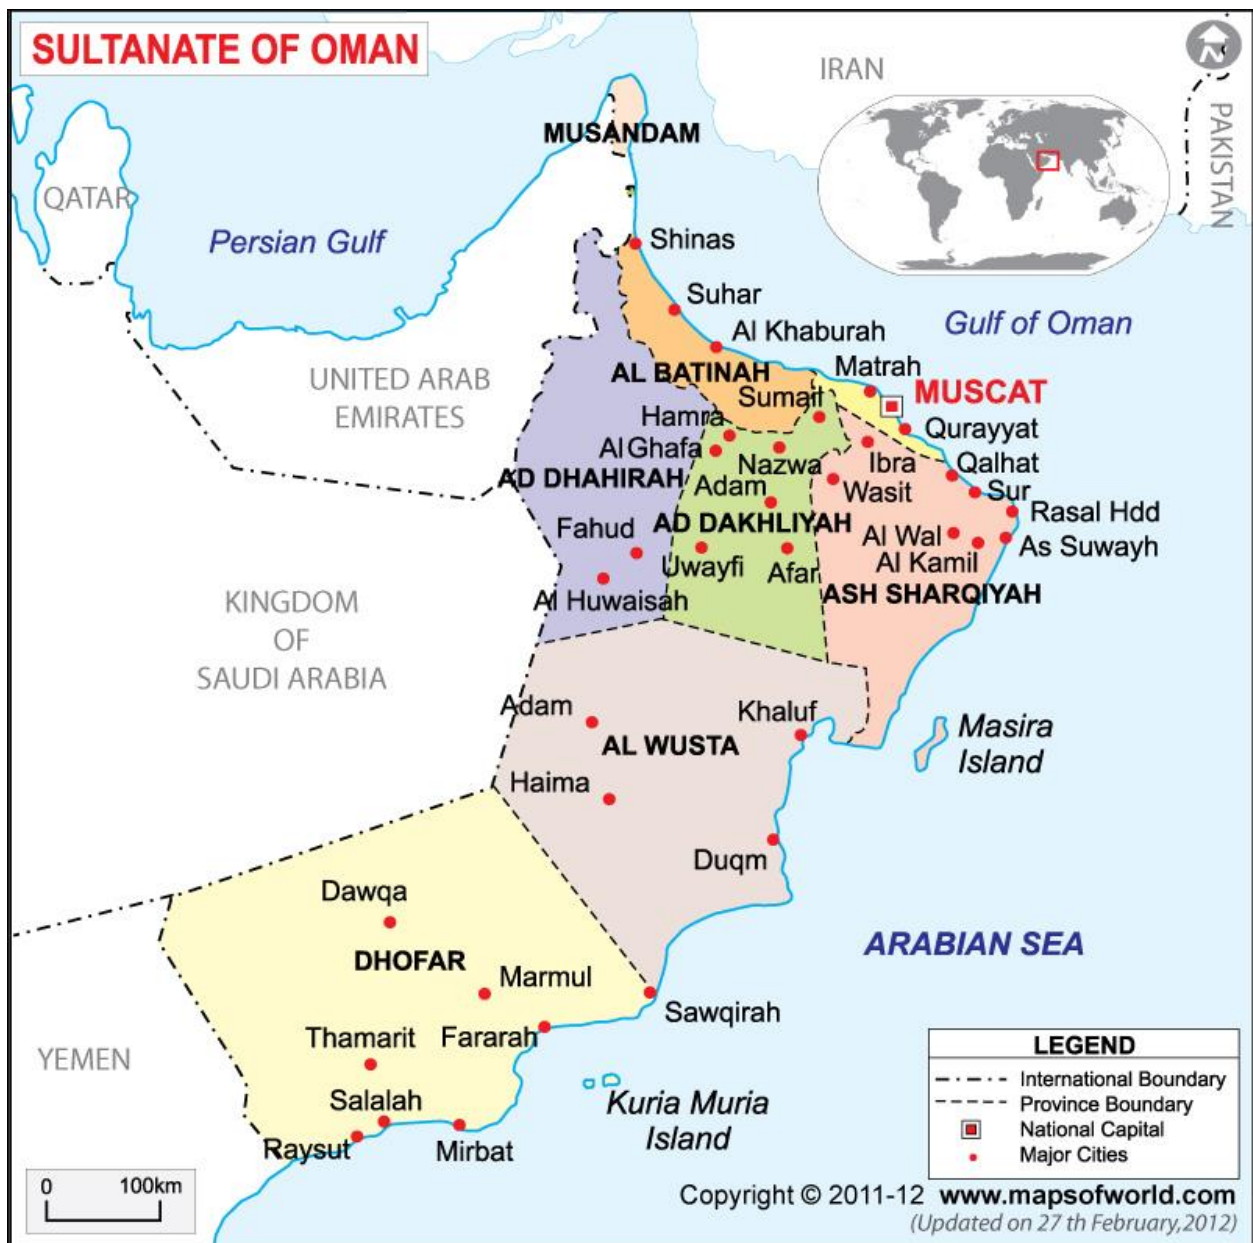 SULTANATE OF OMAN
IRAN
PAKISTAN
MUSANDAM
QATAR
Persian Gulf
Shinas
Suhar
Gulf of Oman
Al Khaburah
Matrah
UNITED ARAB
EMIRATES
AL BATINAH
MUSCAT
Sumail
Hamra
Qurayyat
Al Ghafa
Nazwa
Ibra
Qalhat
AD DHAHIRAH
Adam
Wasit
Sur
Rasal Hdd
Fahud
AD DAKHLIYAH
Al Wal
As Suwayh
Uwayfi
Afar
Al Kamil
Al Huwaisah
ASH SHARQIYAH
KINGDOM
OF
SAUDI ARABIA
Adam
Khaluf
Masira
Island
AL WUSTA
Haima
Duqm
Dawqa
ARABIAN SEA
DHOFAR
Marmul
Sawqirah
Thamarit
Fararah
YEMEN
Salalah
Kuria Muria
Island
Raysut
Mirbat
LEGEND
International Boundary
Province Boundary
National Capital
Major Cities
0 100km
Copyright © 2011-12 www.mapsofworld.com
(Updated on 27 th February,2012)
N